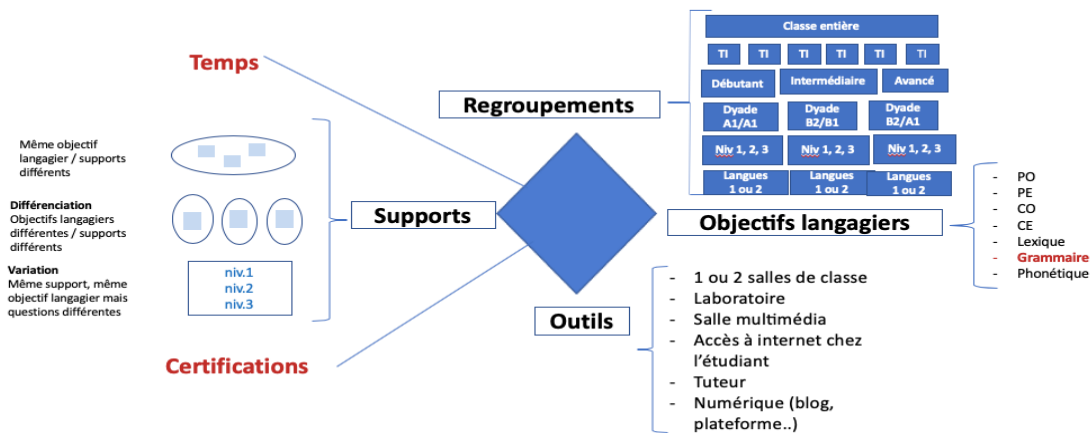 Temps
Regroupements
Classe entière
TI TI TI TI TI TI
Débutant Intermédiaire Avancé
Dyade Dyade Dyade
A1/A1 B2/B1 B2/A1
Niv 1, 2, 3 Niv 1, 2, 3 Niv 1, 2, 3
Langues Langues Langues
1 ou 2 1 ou 2 1 ou 2
Même objectif
langagier / supports
différents
Différenciation
Objectifs langagiers
différentes / supports
différents
Variation
Même support, même
objectif langagier mais
questions différentes
niv.1
niv.2
niv.3
Supports
Objectifs langagiers
- PO
- PE
- CO
- CE
- Lexique
- Grammaire
- Phonétique
Outils
- 1 ou 2 salles de classe
- Laboratoire
- Salle multimédia
- Accès à internet chez
l’étudiant
- Tuteur
- Numérique (blog,
plateforme..)
Certifications